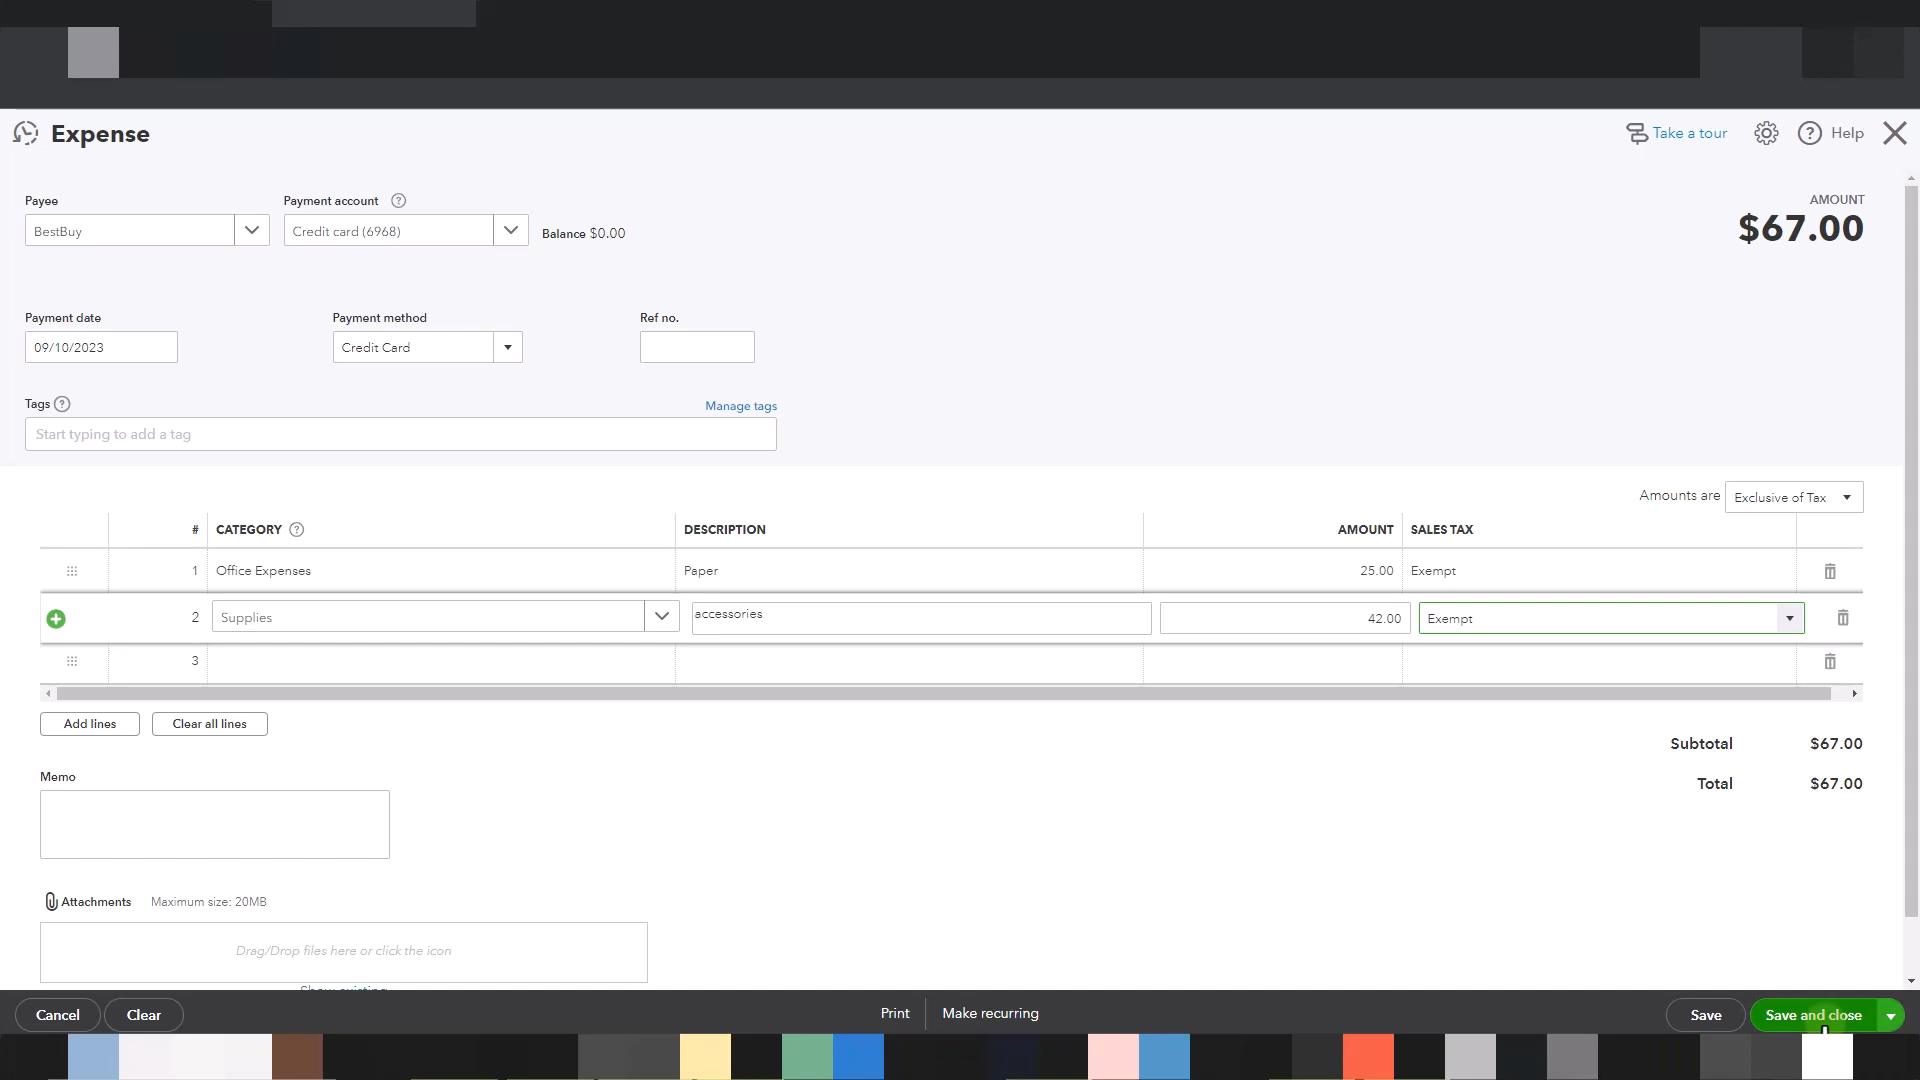 Expense
Take a tour
Help
Payee
Payment account
AMOUNT
BestBuy
Credit card (6968)
Balance $0.00
$67.00
Payment date
Payment method
Ref no.
09/10/2023
Credit Card
Tags
Manage tags
Start typing to add a tag
Amounts are
Exclusive of Tax
# CATEGORY DESCRIPTION AMOUNT SALES TAX
1 Office Expenses Paper 25.00 Exempt
2 Supplies accessories 42.00 Exempt
3
Add lines
Clear all lines
Subtotal $67.00
Memo
Total $67.00
Attachments Maximum size: 20MB
Drag/Drop files here or click the icon
Show existing
Cancel
Clear
Print
Make recurring
Save
Save and close